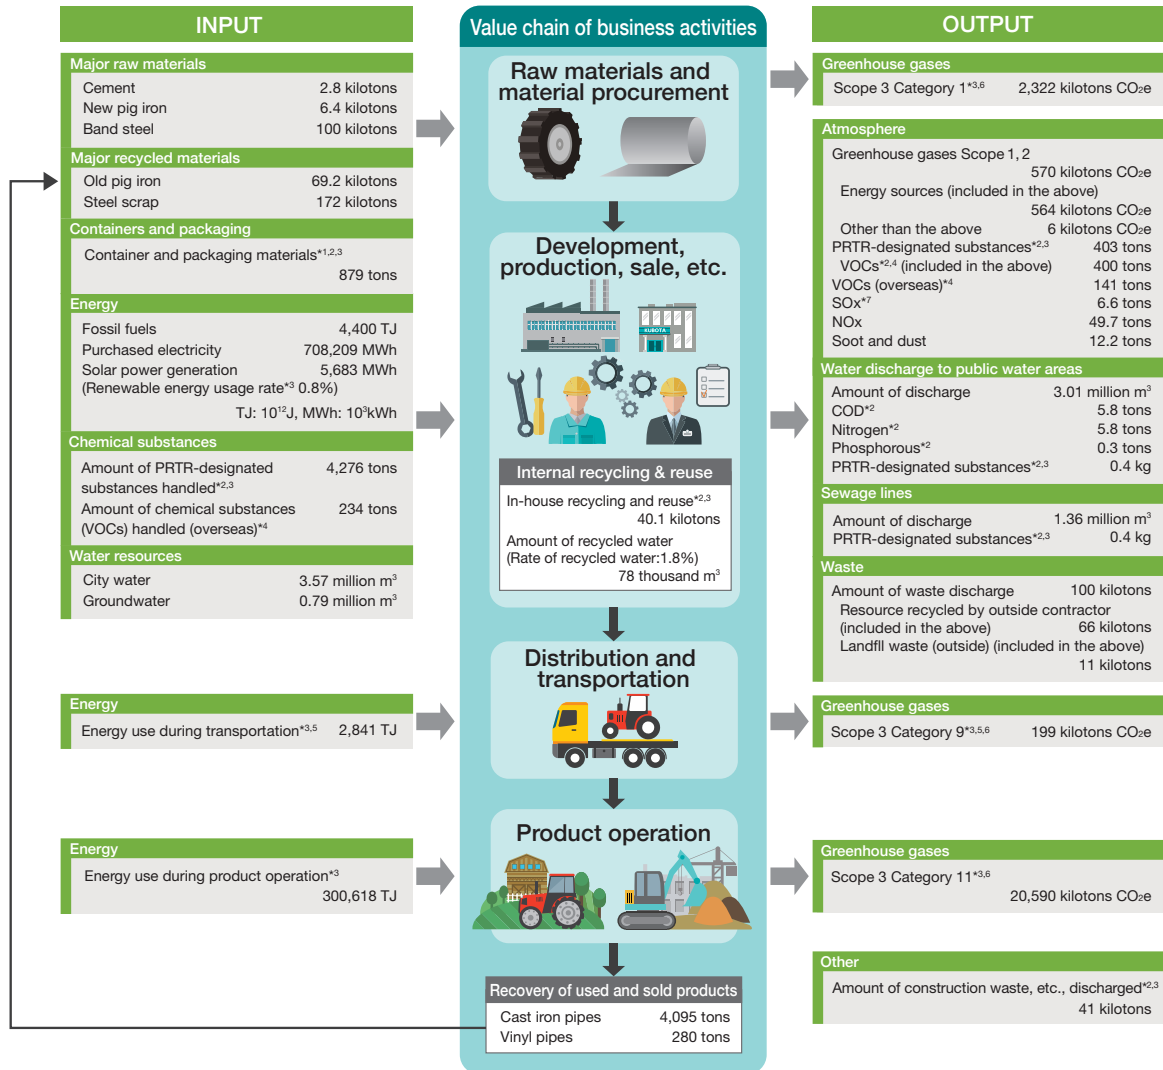 INPUT
Major raw materials
Cement 2.8 kilotons
New pig iron 6.4 kilotons
Band steel 100 kilotons
Major recycled materials
Old pig iron 69.2 kilotons
Steel scrap 172 kilotons
Containers and packaging
Container and packaging materials*1,2,3
879 tons
Energy
Fossil fuels 4,400 TJ
Purchased electricity 708,209 MWh
Solar power generation 5,683 MWh
(Renewable energy usage rate*3 0.8%)
TJ: 10¹²J, MWh: 10³kWh
Chemical substances
Amount of PRTR-designated 4,276 tons
substances handled*2,3
Amount of chemical substances 234 tons
(VOCs) handled (overseas)*4
Water resources
City water 3.57 million m³
Groundwater 0.79 million m³
Energy
Energy use during transportation*3,5 2,841 TJ
Energy
Energy use during product operation*3
300,618 TJ
Value chain of business activities
Raw materials and
material procurement
Development,
production, sale, etc.
KUBOTA
Internal recycling & reuse
In-house recycling and reuse*2,3
40.1 kilotons
Amount of recycled water
(Rate of recycled water:1.8%)
78 thousand m³
Distribution and
transportation
Product operation
Recovery of used and sold products
Cast iron pipes 4,095 tons
Vinyl pipes 280 tons
OUTPUT
Greenhouse gases
Scope 3 Category 1*3,6 2,322 kilotons CO₂e
Atmosphere
Greenhouse gases Scope 1, 2
570 kilotons CO₂e
Energy sources (included in the above)
564 kilotons CO₂e
Other than the above 6 kilotons CO₂e
PRTR-designated substances*2,3 403 tons
VOCs*2,4 (included in the above) 400 tons
VOCs (overseas)*4 141 tons
SOx*7 6.6 tons
NOx 49.7 tons
Soot and dust 12.2 tons
Water discharge to public water areas
Amount of discharge 3.01 million m³
COD*2 5.8 tons
Nitrogen*2 5.8 tons
Phosphorous*2 0.3 tons
PRTR-designated substances*2,3 0.4 kg
Sewage lines
Amount of discharge 1.36 million m³
PRTR-designated substances*2,3 0.4 kg
Waste
Amount of waste discharge 100 kilotons
Resource recycled by outside contractor
(included in the above) 66 kilotons
Landfll waste (outside) (included in the above)
11 kilotons
Greenhouse gases
Scope 3 Category 9*3,5,6 199 kilotons CO₂e
Greenhouse gases
Scope 3 Category 11*3,6
20,590 kilotons CO₂e
Other
Amount of construction waste, etc., discharged*2,3
41 kilotons